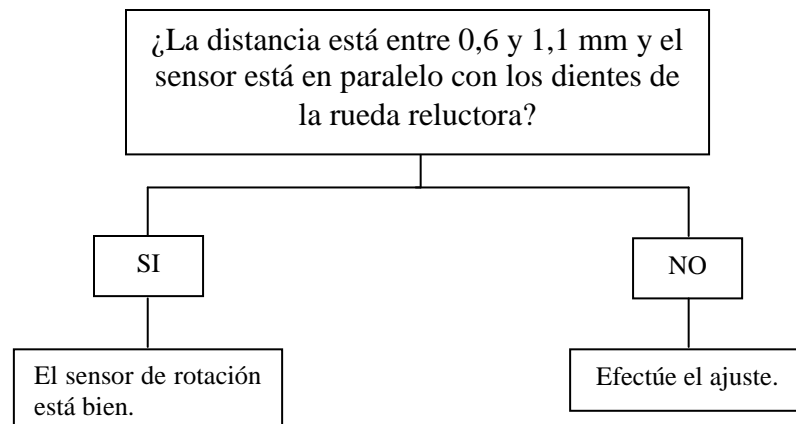 ¿La distancia está entre 0,6 y 1,1 mm y el
sensor está en paralelo con los dientes de
la rueda reluctora?
SI
NO
El sensor de rotación
está bien.
Efectúe el ajuste.